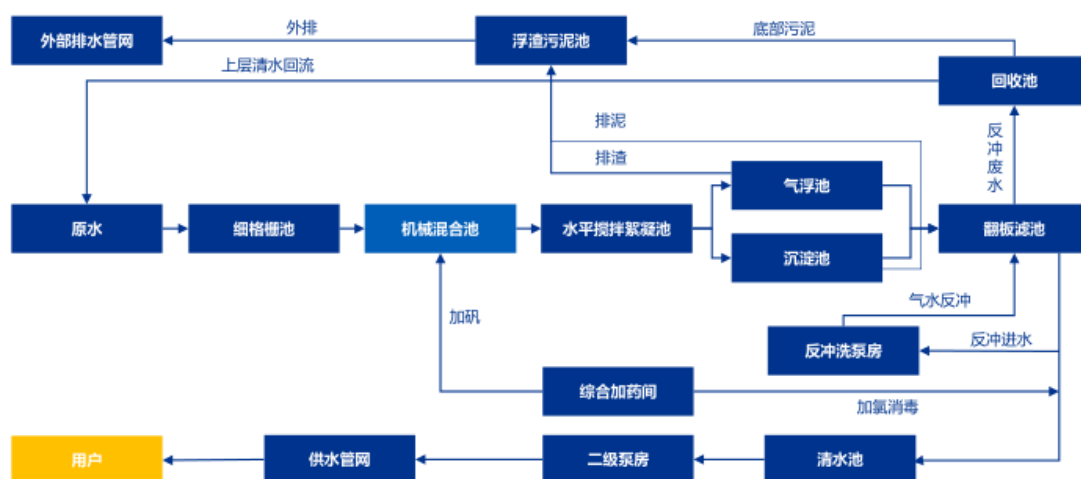 外部排水管网
外排
浮渣污泥池
底部污泥
上层清水回流
回收池
排泥
反冲废水
排渣
气浮池
原水
细格栅池
机械混合池
水平搅拌絮凝池
翻板滤池
沉淀池
气水反冲
加矾
反冲洗泵房
反冲进水
综合加药间
加氯消毒
用户
供水管网
二级泵房
清水池